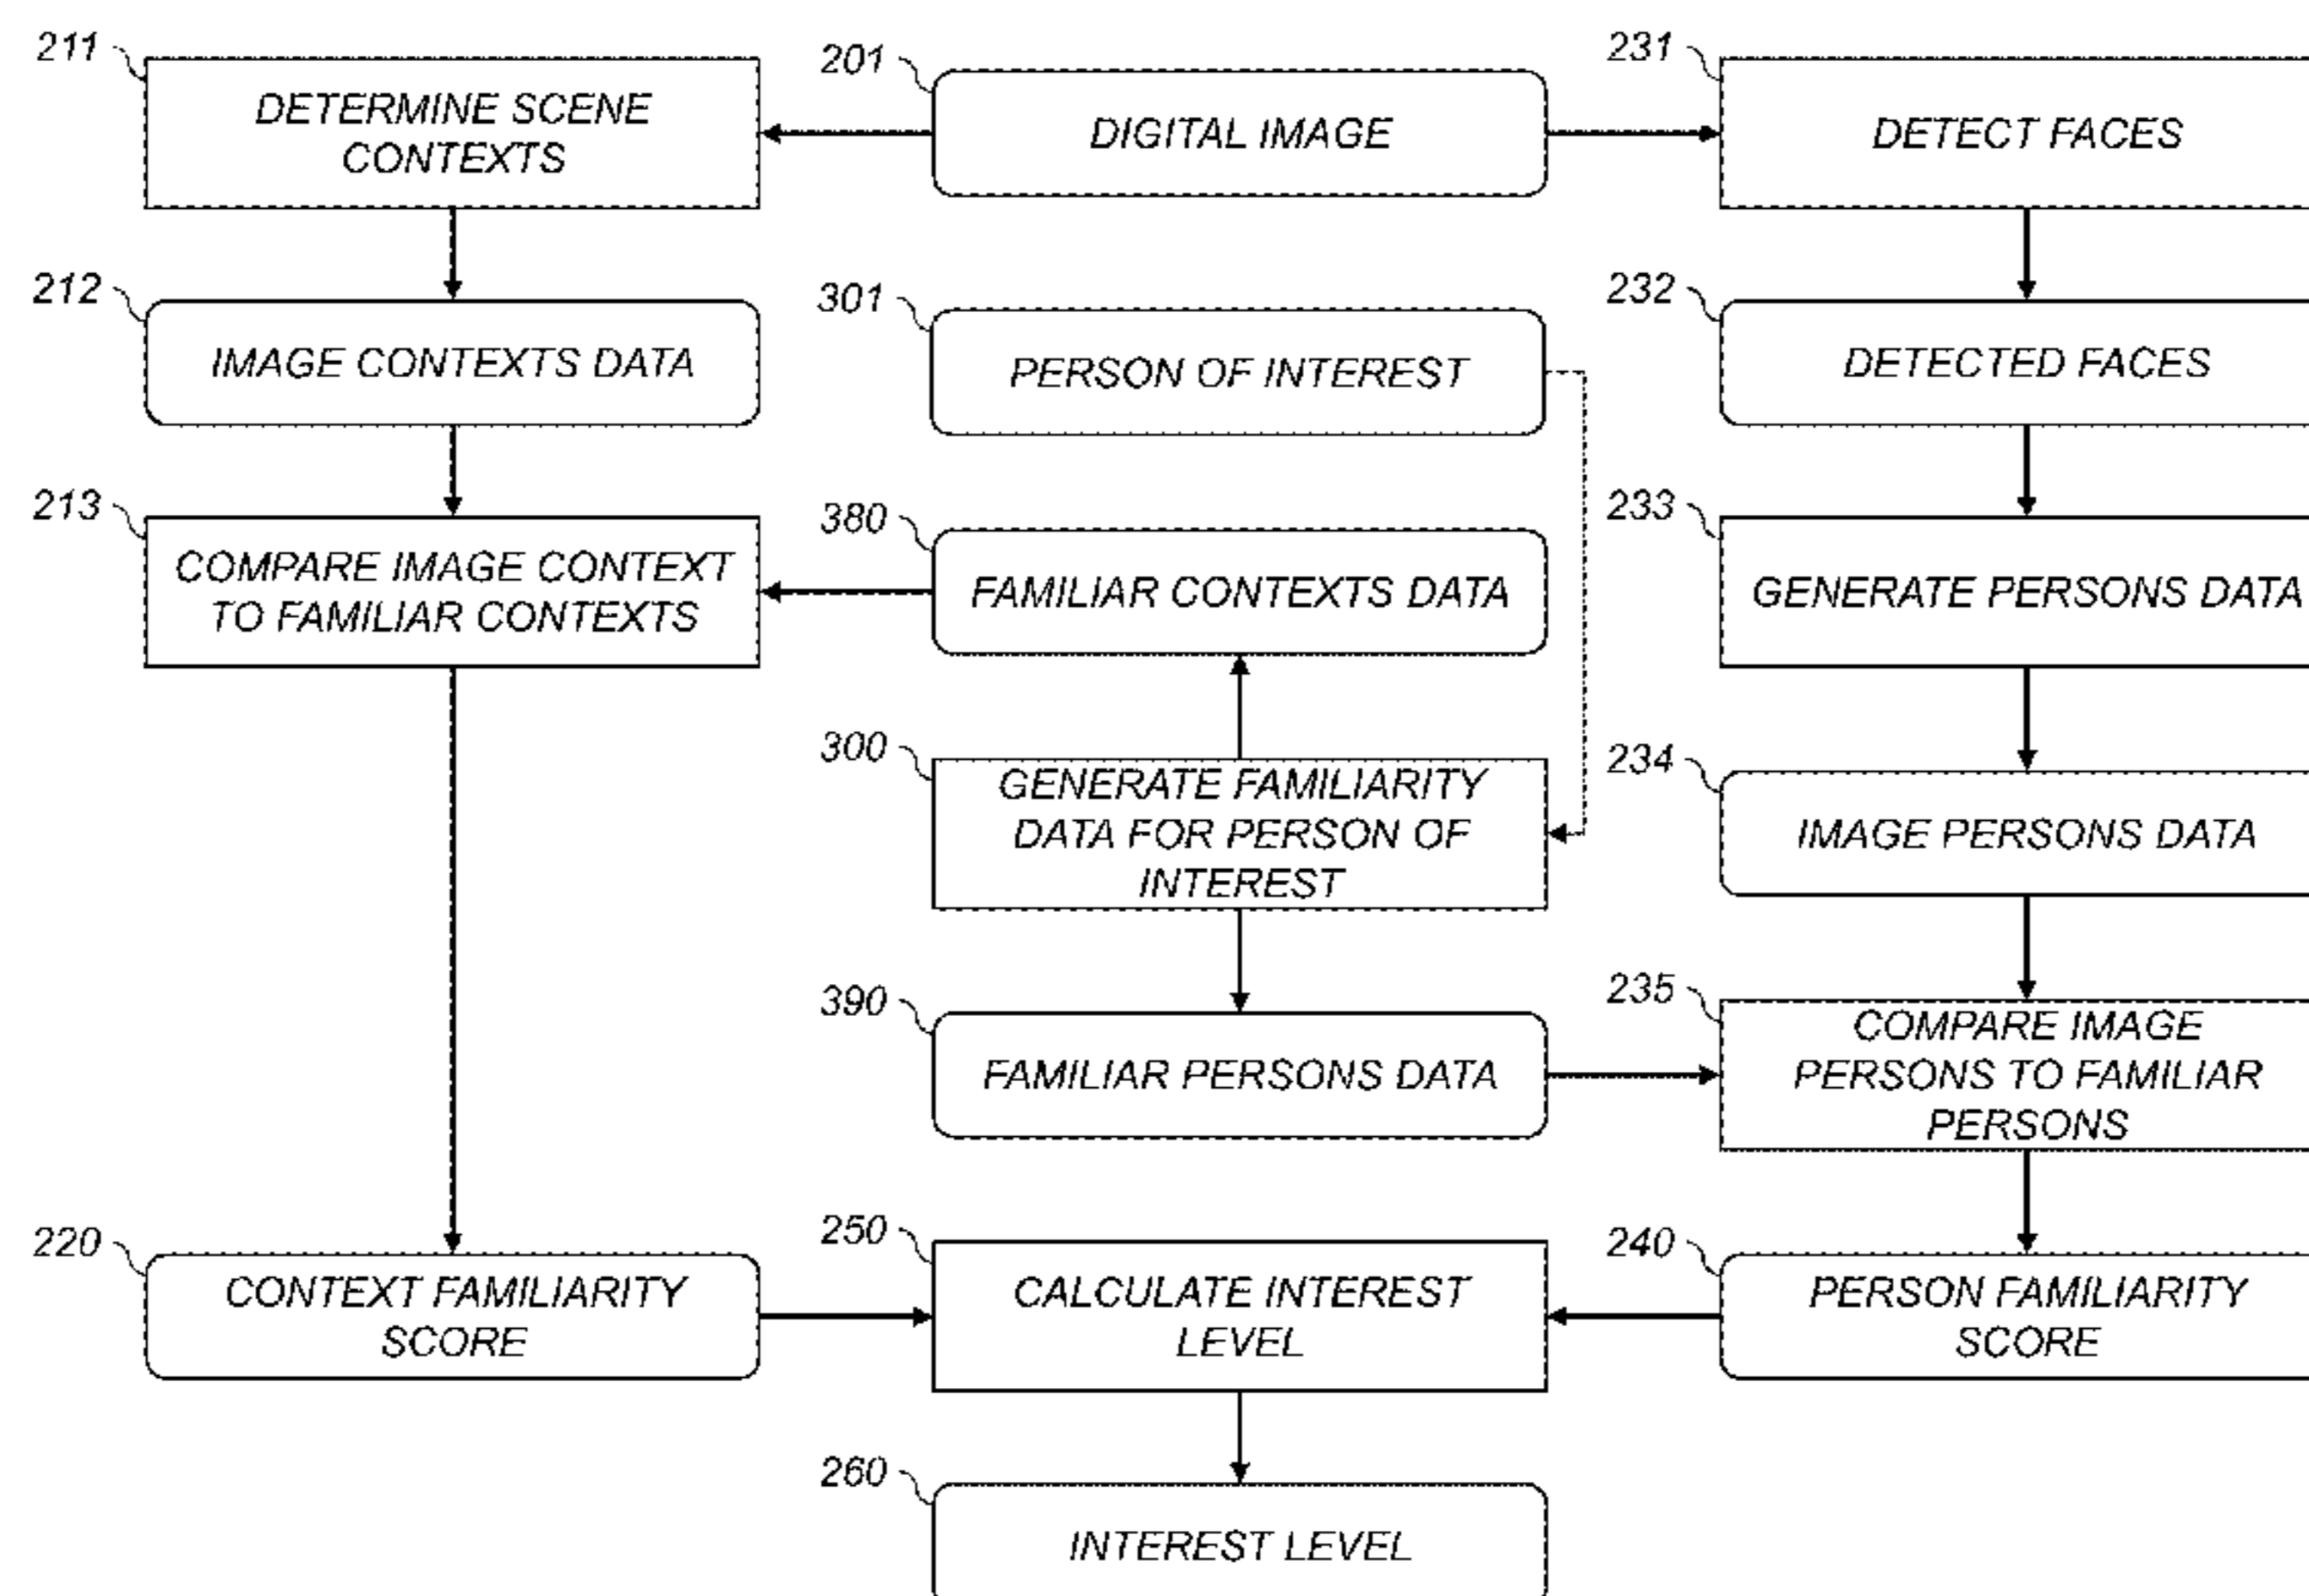 211
DETERMINE SCENE
CONTEXTS
201
DIGITAL IMAGE
231
DETECT FACES
212
IMAGE CONTEXTS DATA
301
PERSON OF INTEREST
232
DETECTED FACES
213
COMPARE IMAGE CONTEXT
TO FAMILIAR CONTEXTS
380
FAMILIAR CONTEXTS DATA
233
GENERATE PERSONS DATA
300
GENERATE FAMILIARITY
DATA FOR PERSON OF
INTEREST
234
IMAGE PERSONS DATA
390
FAMILIAR PERSONS DATA
235
COMPARE IMAGE
PERSONS TO FAMILIAR
PERSONS
220
CONTEXT FAMILIARITY
SCORE
250
CALCULATE INTEREST
LEVEL
240
PERSON FAMILIARITY
SCORE
260
INTEREST LEVEL